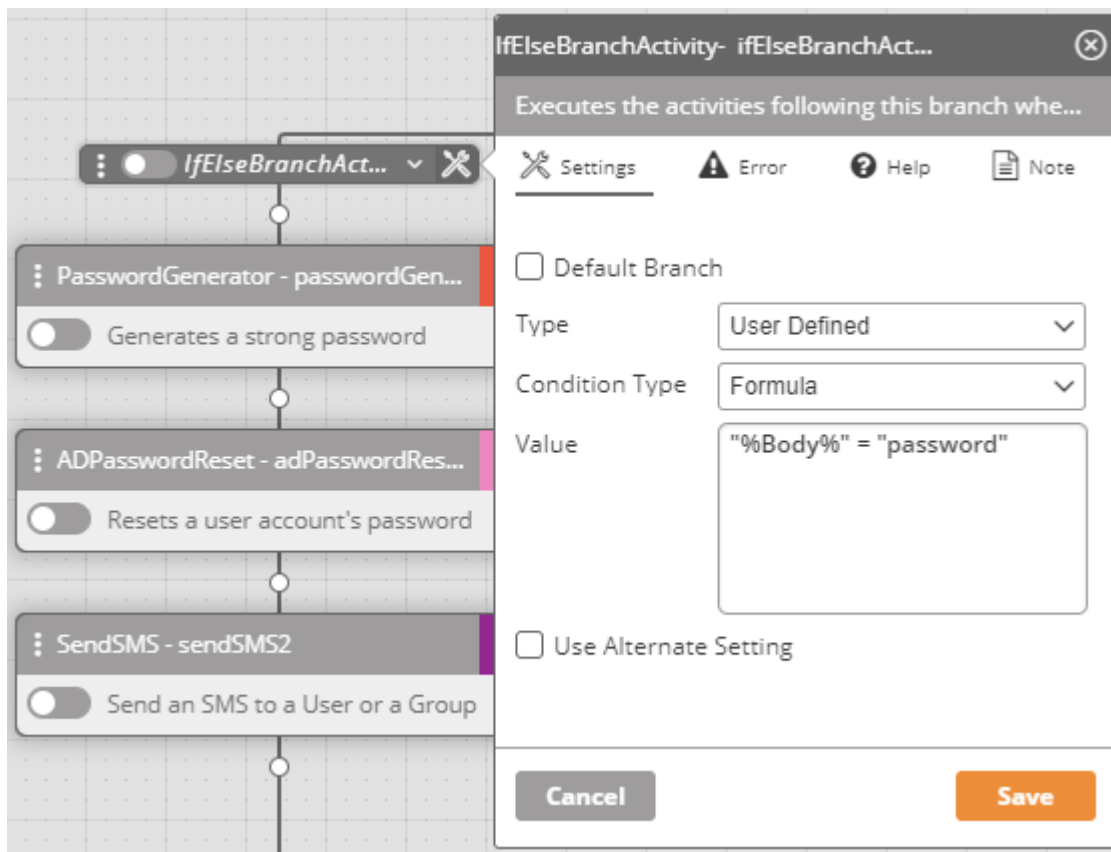 IfElseBranchAct...
PasswordGenerator - passwordGen...
Generates a strong password
ADPasswordReset - adPasswordRes...
Resets a user account's password
SendSMS - sendSMS2
Send an SMS to a User or a Group
IfElseBranchActivity- ifElseBranchAct...
Executes the activities following this branch whe...
Settings
Error
Help
Note
Default Branch
Type
User Defined
Condition Type
Formula
Value
"%Body%" = "password"
Use Alternate Setting
Cancel
Save